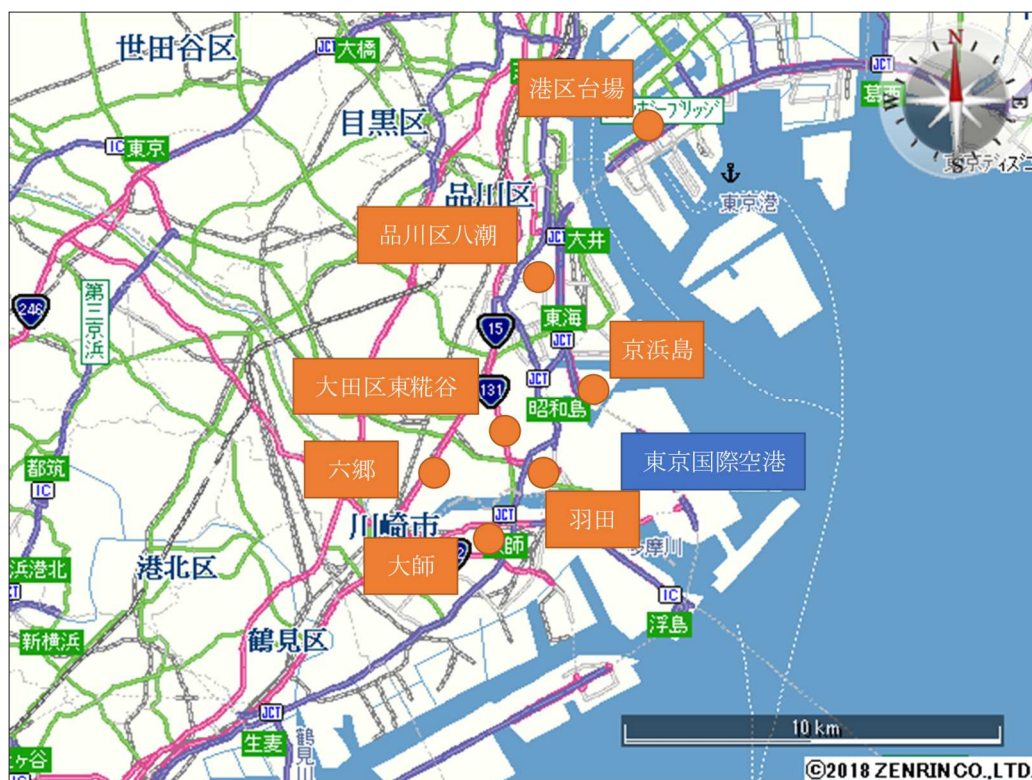 世田谷区
JCT
大橋
港区台場
JCT
葛西
N
W
E
S
目黒区
IC
東京
品川区
東京港
品川区八潮
JCT
大井
第三京浜
246
15
東海
JCT
京浜島
大田区東糀谷
131
JCT
昭和島
六郷
都筑
IC
東京国際空港
羽田
川崎市
JCT
大師
多摩川
港北区
IC
浮島
新横浜
鶴見区
JCT
生麦
鶴見川
IC
10 km
©2018 ZENRIN CO.,LTD